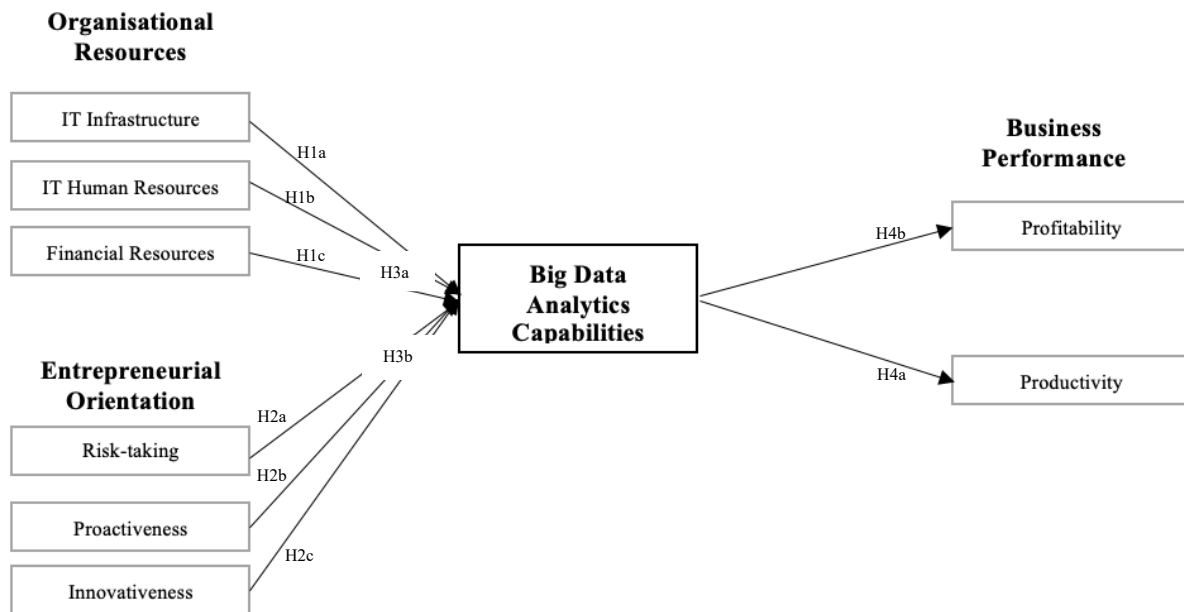 Organisational
Resources
IT Infrastructure
H1a
IT Human Resources
H1b
Financial Resources
H1c
H3a
Big Data
Analytics
Capabilities
H3b
Entrepreneurial
Orientation
Risk-taking
H2a
H2b
Proactiveness
H2c
Innovativeness
Business
Performance
H4b
Profitability
H4a
Productivity